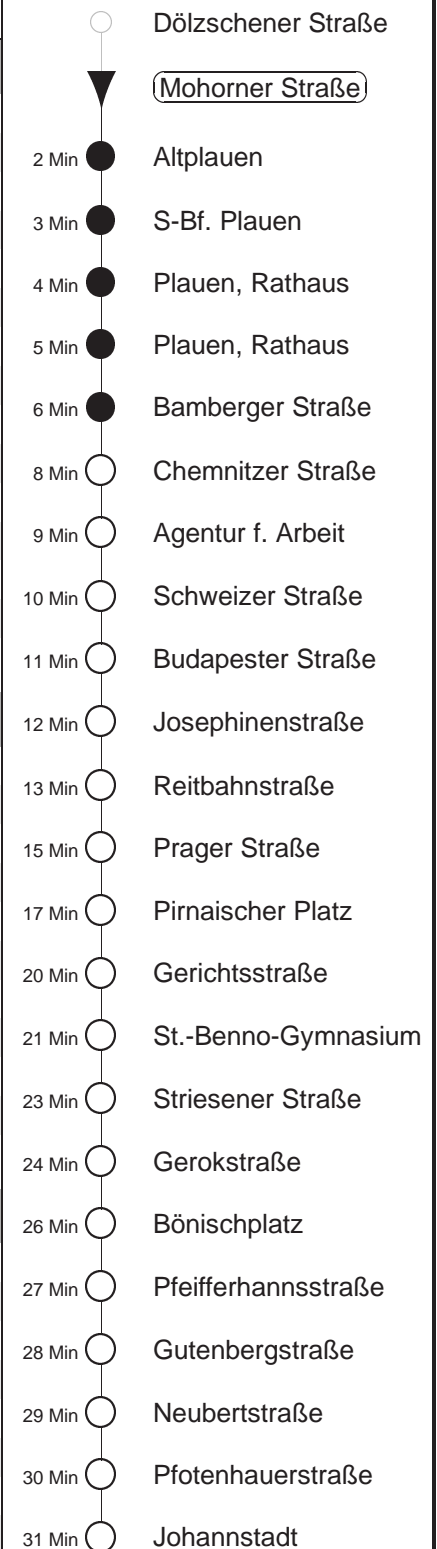 Dölzschener Straße
Mohorner Straße
2 Min Altplauen
3 Min S-Bf. Plauen
4 Min Plauen, Rathaus
5 Min Plauen, Rathaus
6 Min Bamberger Straße
8 Min Chemnitzer Straße
9 Min Agentur f. Arbeit
10 Min Schweizer Straße
11 Min Budapester Straße
12 Min Josephinenstraße
13 Min Reitbahnstraße
15 Min Prager Straße
17 Min Pirnaischer Platz
20 Min Gerichtsstraße
21 Min St.-Benno-Gymnasium
23 Min Striesener Straße
24 Min Gerokstraße
26 Min Bönischplatz
27 Min Pfeifferhannsstraße
28 Min Gutenbergstraße
29 Min Neubertstraße
30 Min Pfotenhauerstraße
31 Min Johannstadt